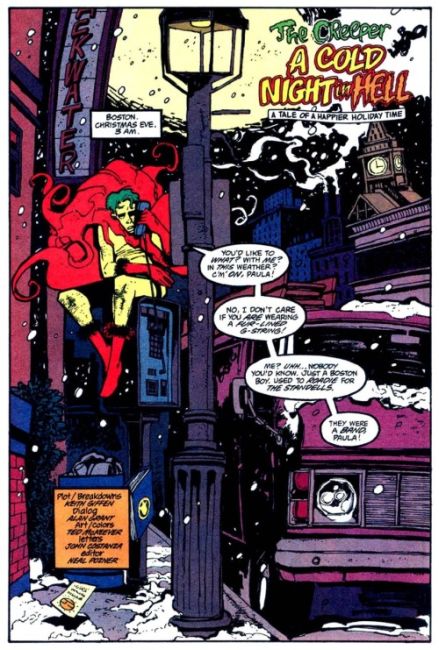 The Creeper
A COLD
NIGHT in HELL
A TALE OF A HAPPIER HOLIDAY TIME
BOSTON.
CHRISTMAS EVE.
3 AM.
YOU'D LIKE TO
WHAT? WITH ME?
IN THIS WEATHER?
C'MON, PAULA!
NO, I DON'T CARE
IF YOU ARE WEARING
A FUR-LINED
G-STRING!
ME? UHH... NOBODY
YOU'D KNOW. JUST A BOSTON
BOY. USED TO ROADIE FOR
THE STANDELLS.
THEY WERE
A BAND,
PAULA!
Plot/Breakdowns
KEITH GIFFEN
Dialog
ALAN GRANT
Art/colors
TED McKEEVER
letters
JOHN COSTANZA
editor
NEAL POZNER